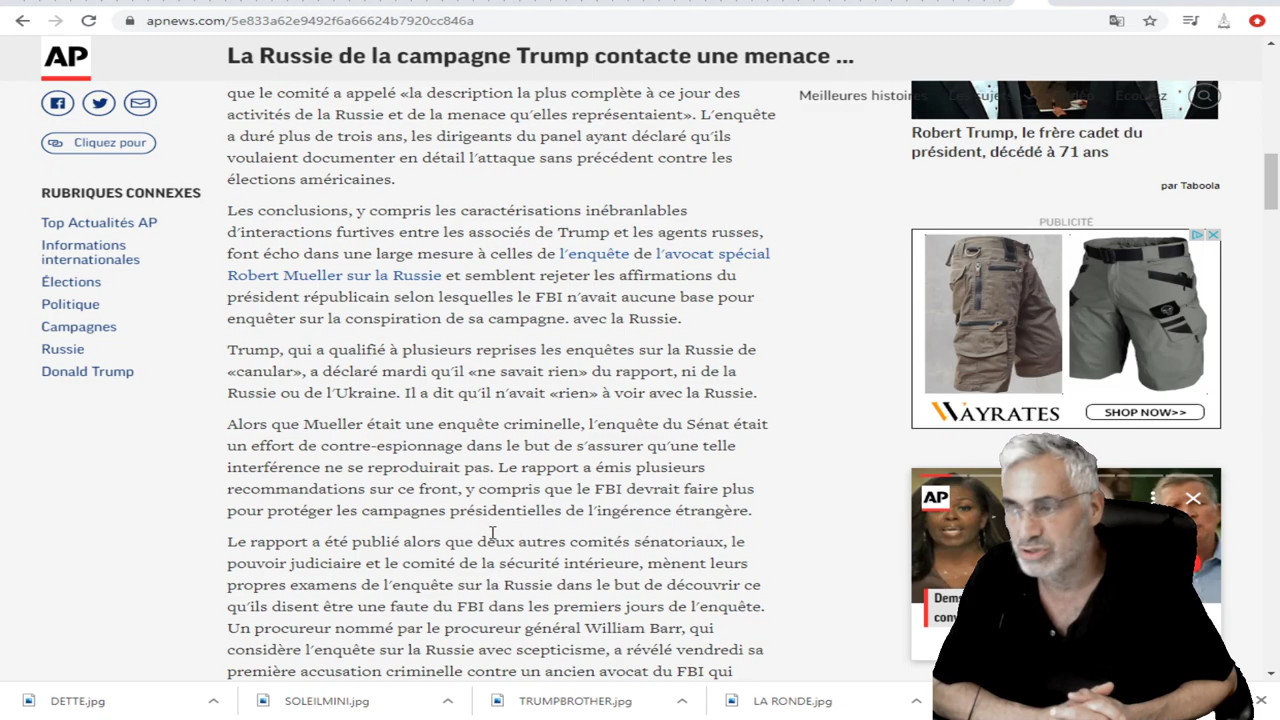 apnews.com/5e833a62e9492f6a66624b7920cc846a
AP
La Russie de la campagne Trump contacte une menace ...
Meilleures histoires
Cliquez pour
RUBRIQUES CONNEXES
Top Actualités AP
Informations
internationales
Élections
Politique
Campagnes
Russie
Donald Trump
que le comité a appelé «la description la plus complète à ce jour des
activités de la Russie et de la menace qu'elles représentaient». L'enquête
a duré plus de trois ans, les dirigeants du panel ayant déclaré qu'ils
voulaient documenter en détail l'attaque sans précédent contre les
élections américaines.
Les conclusions, y compris les caractérisations inébranlables
d'interactions furtives entre les associés de Trump et les agents russes,
font écho dans une large mesure à celles de l'enquête de l'avocat spécial
Robert Mueller sur la Russie et semblent rejeter les affirmations du
président républicain selon lesquelles le FBI n'avait aucune base pour
enquêter sur la conspiration de sa campagne. avec la Russie.
Trump, qui a qualifié à plusieurs reprises les enquêtes sur la Russie de
«canular», a déclaré mardi qu'il «ne savait rien» du rapport, ni de la
Russie ou de l'Ukraine. Il a dit qu'il n'avait «rien» à voir avec la Russie.
Alors que Mueller était une enquête criminelle, l'enquête du Sénat était
un effort de contre-espionnage dans le but de s'assurer qu'une telle
interférence ne se reproduirait pas. Le rapport a émis plusieurs
recommandations sur ce front, y compris que le FBI devrait faire plus
pour protéger les campagnes présidentielles de l'ingérence étrangère.
Le rapport a été publié alors que deux autres comités sénatoriaux, le
pouvoir judiciaire et le comité de la sécurité intérieure, mènent leurs
propres examens de l'enquête sur la Russie dans le but de découvrir ce
qu'ils disent être une faute du FBI dans les premiers jours de l'enquête.
Un procureur nommé par le procureur général William Barr, qui
considère l'enquête sur la Russie avec scepticisme, a révélé vendredi sa
première accusation criminelle contre un ancien avocat du FBI qui
Robert Trump, le frère cadet du
président, décédé à 71 ans
par Taboola
PUBLICITÉ
WAYRATES
SHOP NOW>>
AP
Dems
conv
DETTE.jpg
SOLEILMINI.jpg
TRUMPBROTHER.jpg
LA RONDE.jpg